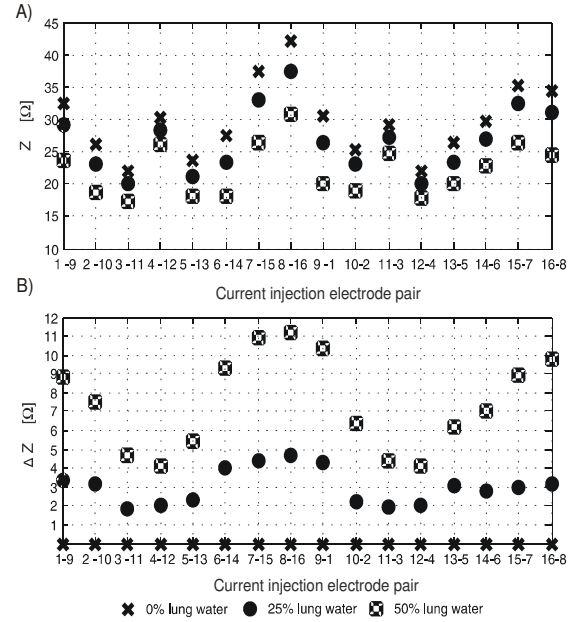 A)
45
40
35
30
25
20
15
10
Z [Ω]
1 -9 2 -10 3 -11 4 -12 5 -13 6 -14 7 -15 8 -16 9 -1 10-2 11-3 12-4 13-5 14-6 15-7 16-8
Current injection electrode pair
B)
12
11
10
9
8
7
6
5
4
3
2
1
Δ Z [Ω]
1-9 2 -10 3 -11 4-12 5-13 6-14 7-15 8-16 9-1 10-2 11-3 12-4 13-5 14-6 15-7 16-8
Current injection electrode pair
0% lung water 25% lung water 50% lung water